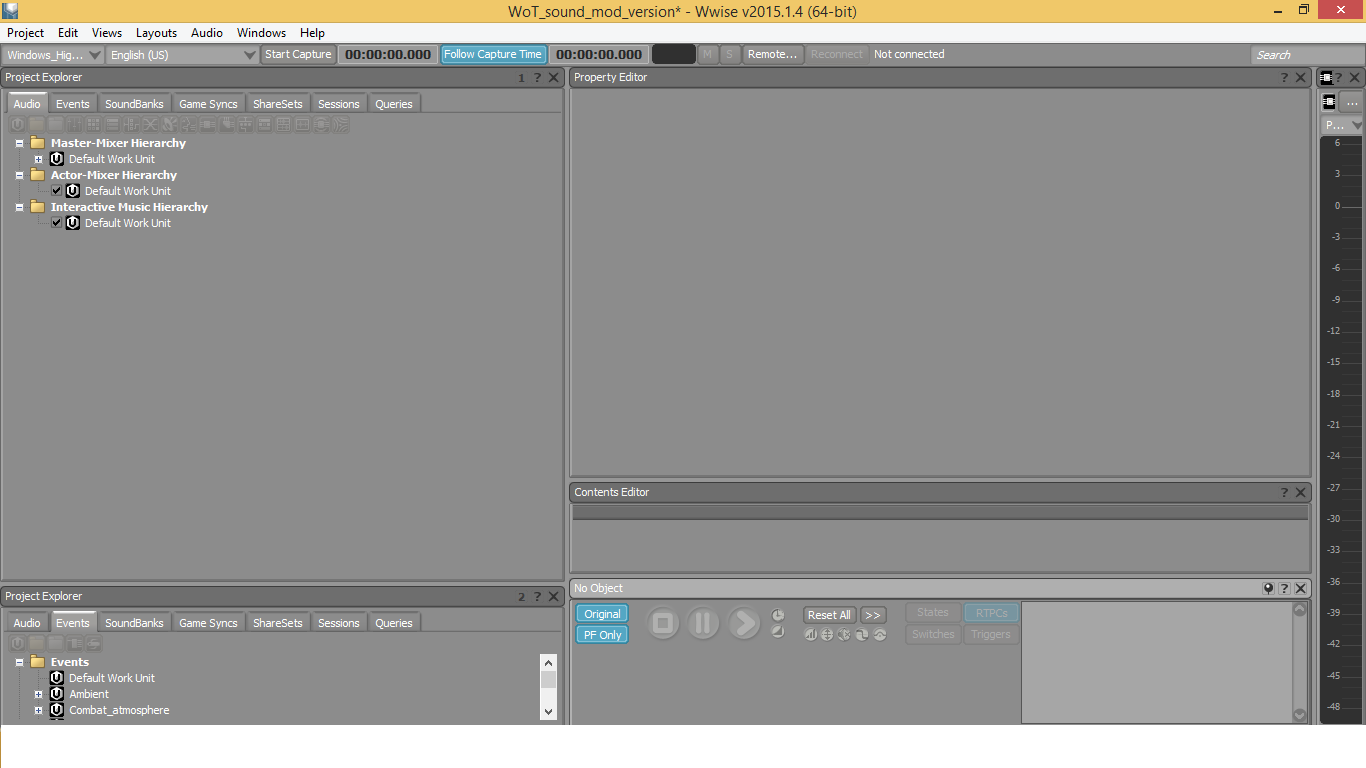 WoT_sound_mod_version* - Wwise v2015.1.4 (64-bit)
Project Edit Views Layouts Audio Windows Help
Windows_Hig... English (US) Start Capture 00:00:00.000 Follow Capture Time 00:00:00.000 M S Remote... Reconnect Not connected Search
Project Explorer 1 ?
Audio Events SoundBanks Game Syncs ShareSets Sessions Queries
Master-Mixer Hierarchy
Default Work Unit
Actor-Mixer Hierarchy
Default Work Unit
Interactive Music Hierarchy
Default Work Unit
Project Explorer 2 ?
Audio Events SoundBanks Game Syncs ShareSets Sessions Queries
Events
Default Work Unit
Ambient
Combat_atmosphere
Property Editor ?
Contents Editor ?
No Object ?
Original
PF Only
Reset All >>
States RTPCs
Switches Triggers
?
...
P...
6
3
0
-3
-6
-9
-12
-15
-18
-21
-24
-27
-30
-33
-36
-39
-42
-45
-48